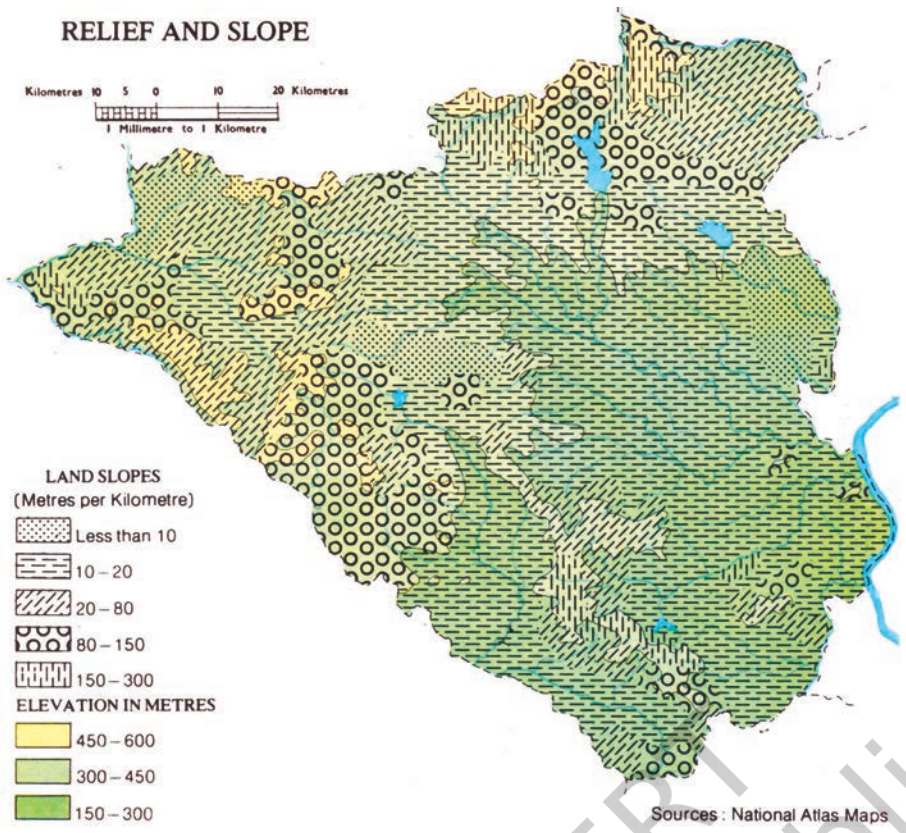 RELIEF AND SLOPE
Kilometres 10 5 0 10 20 Kilometres
1 Millimetre to 1 Kilometre
LAND SLOPES
(Metres per Kilometre)
Less than 10
10–20
20–80
80–150
150–300
ELEVATION IN METRES
450–600
300–450
150–300
Sources : National Atlas Maps